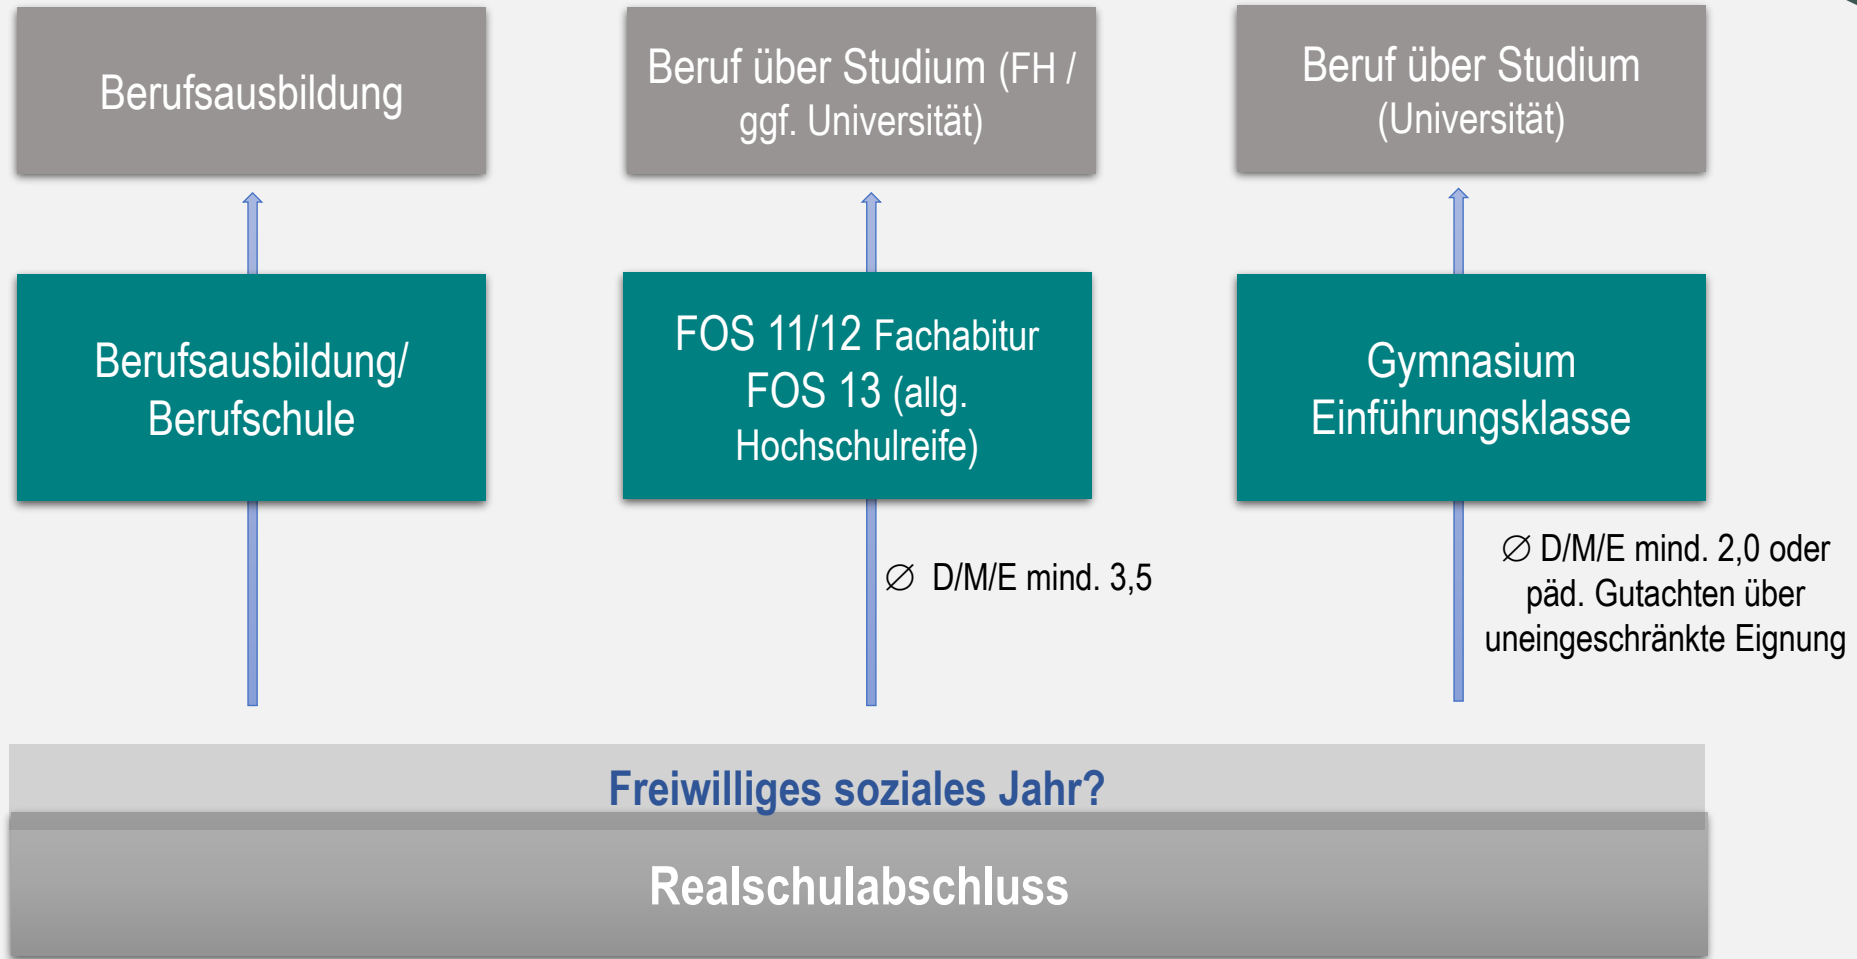 Berufsausbildung
Beruf über Studium (FH /
ggf. Universität)
Beruf über Studium
(Universität)
Berufsausbildung/
Berufschule
FOS 11/12 Fachabitur
FOS 13 (allg.
Hochschulreife)
Gymnasium
Einführungsklasse
∅ D/M/E mind. 3,5
∅ D/M/E mind. 2,0 oder
päd. Gutachten über
uneingeschränkte Eignung
Freiwilliges soziales Jahr?
Realschulabschluss